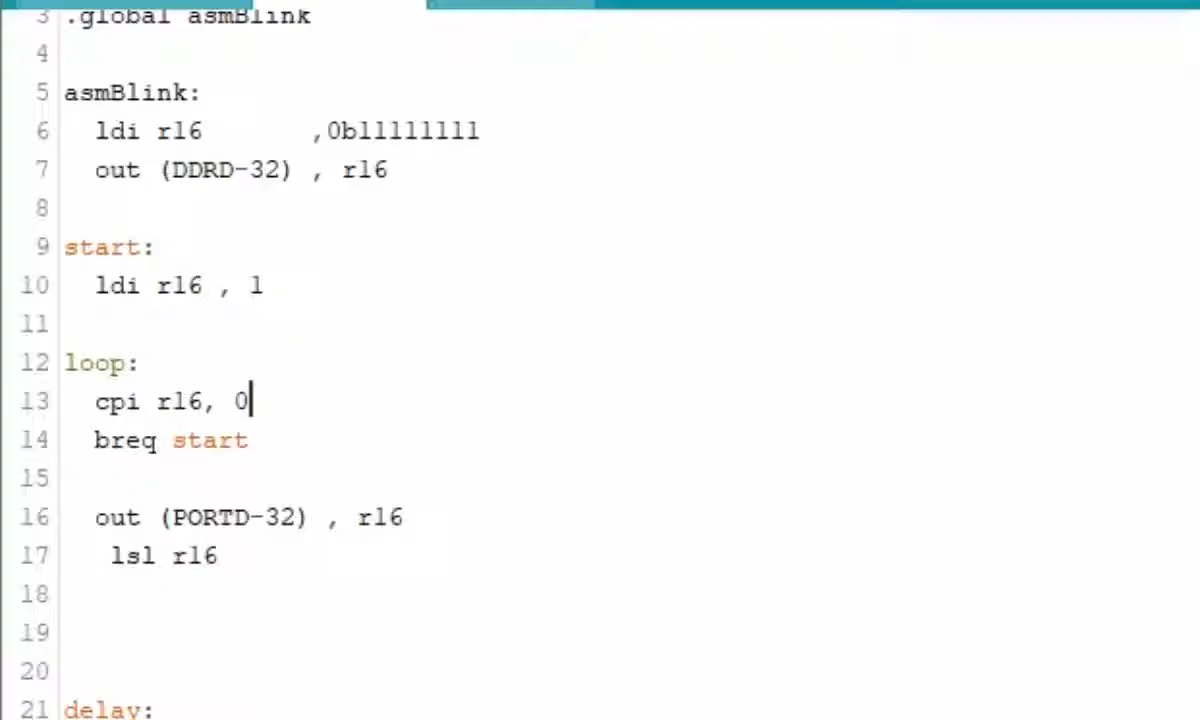 3 .global asmBlink
4
5 asmBlink:
6 ldi r16 ,0b11111111
7 out (DDRD-32) , r16
8
9 start:
10 ldi r16 , 1
11
12 loop:
13 cpi r16, 0
14 breq start
15
16 out (PORTD-32) , r16
17 lsl r16
18
19
20
21 delay: